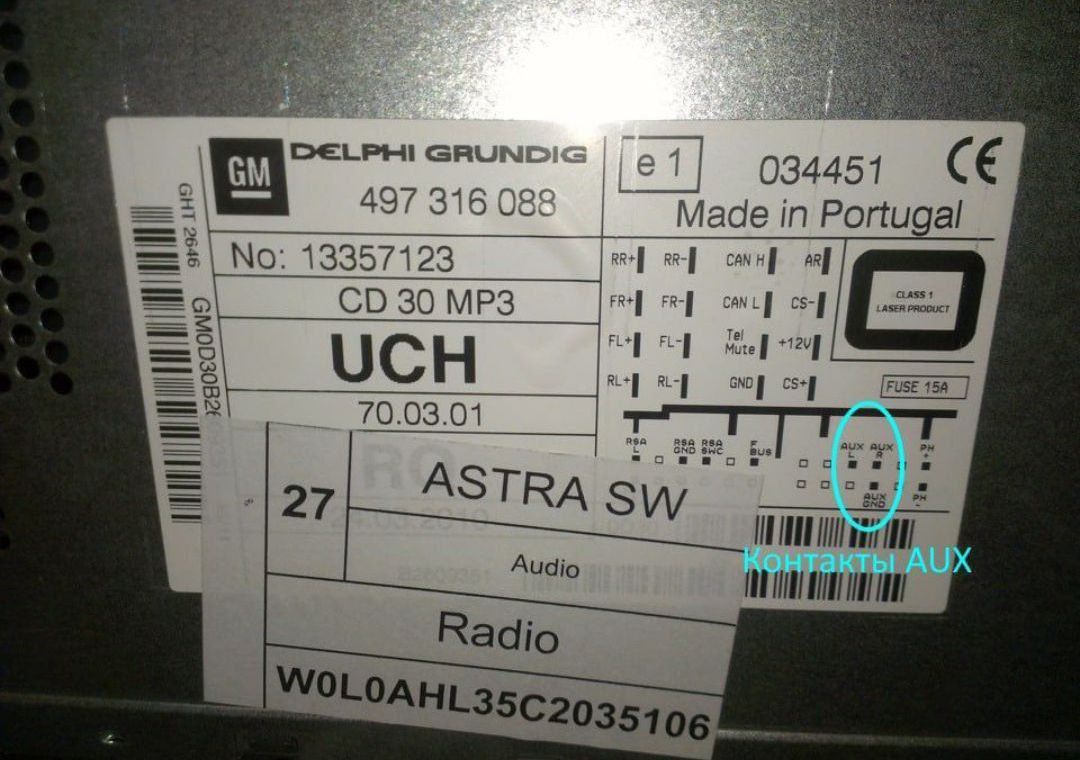 GHT 2646
GM
DELPHI GRUNDIG
497 316 088
No: 13357123
CD 30 MP3
UCH
70.03.01
e 1
034451
CE
Made in Portugal
RR+ RR- CAN H AR
FR+ FR- CAN L CS-
FL+ FL- Tel Mute +12V
RL+ RL- GND CS+
CLASS 1
LASER PRODUCT
FUSE 15A
RSA L
RSA GND
RSA SWC
F BUS
AUX L
AUX R
PH +
AUX GND
PH -
Контакты AUX
27
ASTRA SW
Audio
Radio
W0L0AHL35C2035106